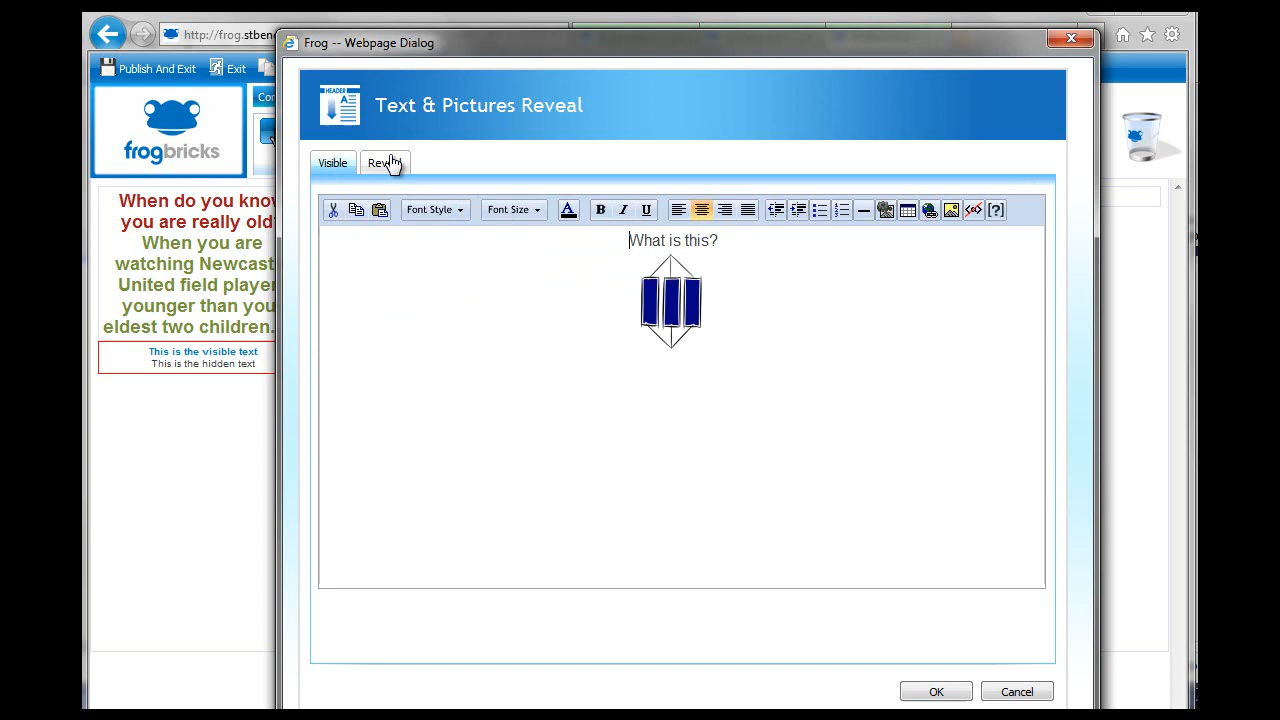 Frog -- Webpage Dialog
http://frog.stben
Publish And Exit
Exit
HEADER
A
Text & Pictures Reveal
frogbricks
Visible
When do you know
you are really old
When you are
watching Newcast
United field player
younger than you
eldest two children.
This is the visible text
This is the hidden text
Font Style
Font Size
A
B
I
U
[?]
What is this?
OK
Cancel